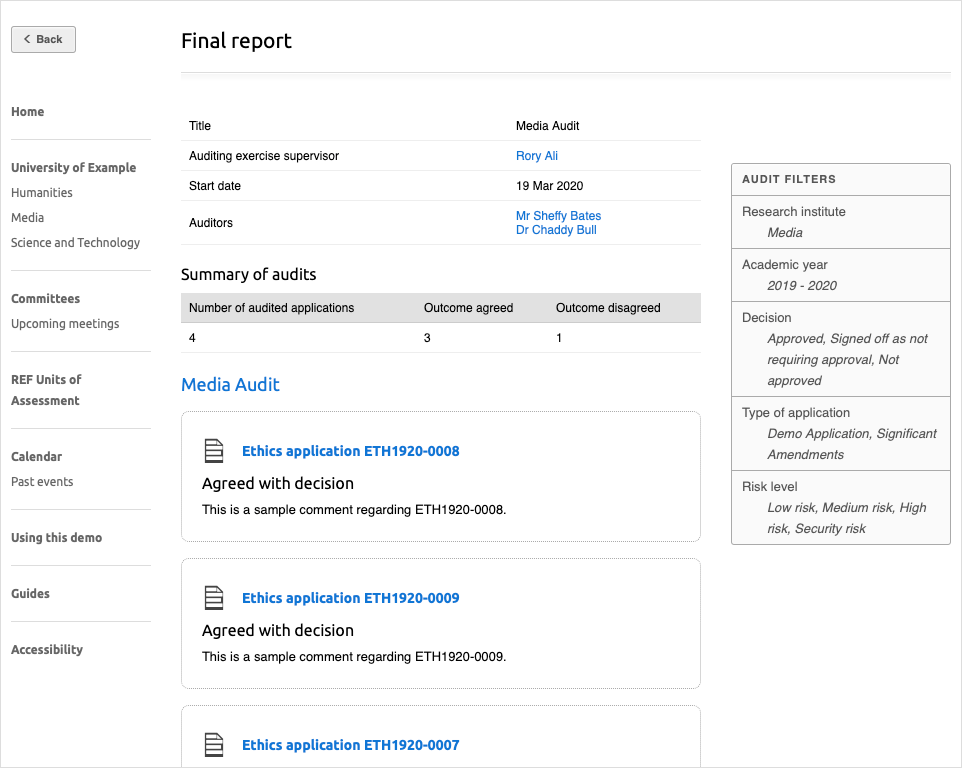 Back
Final report
Home
University of Example
Humanities
Media
Science and Technology
Committees
Upcoming meetings
REF Units of
Assessment
Calendar
Past events
Using this demo
Guides
Accessibility
Title Media Audit
Auditing exercise supervisor Rory Ali
Start date 19 Mar 2020
Auditors Mr Sheffy Bates
Dr Chaddy Bull
Summary of audits
Number of audited applications Outcome agreed Outcome disagreed
4 3 1
Media Audit
Ethics application ETH1920-0008
Agreed with decision
This is a sample comment regarding ETH1920-0008.
Ethics application ETH1920-0009
Agreed with decision
This is a sample comment regarding ETH1920-0009.
Ethics application ETH1920-0007
AUDIT FILTERS
Research institute
Media
Academic year
2019 - 2020
Decision
Approved, Signed off as not
requiring approval, Not
approved
Type of application
Demo Application, Significant
Amendments
Risk level
Low risk, Medium risk, High
risk, Security risk